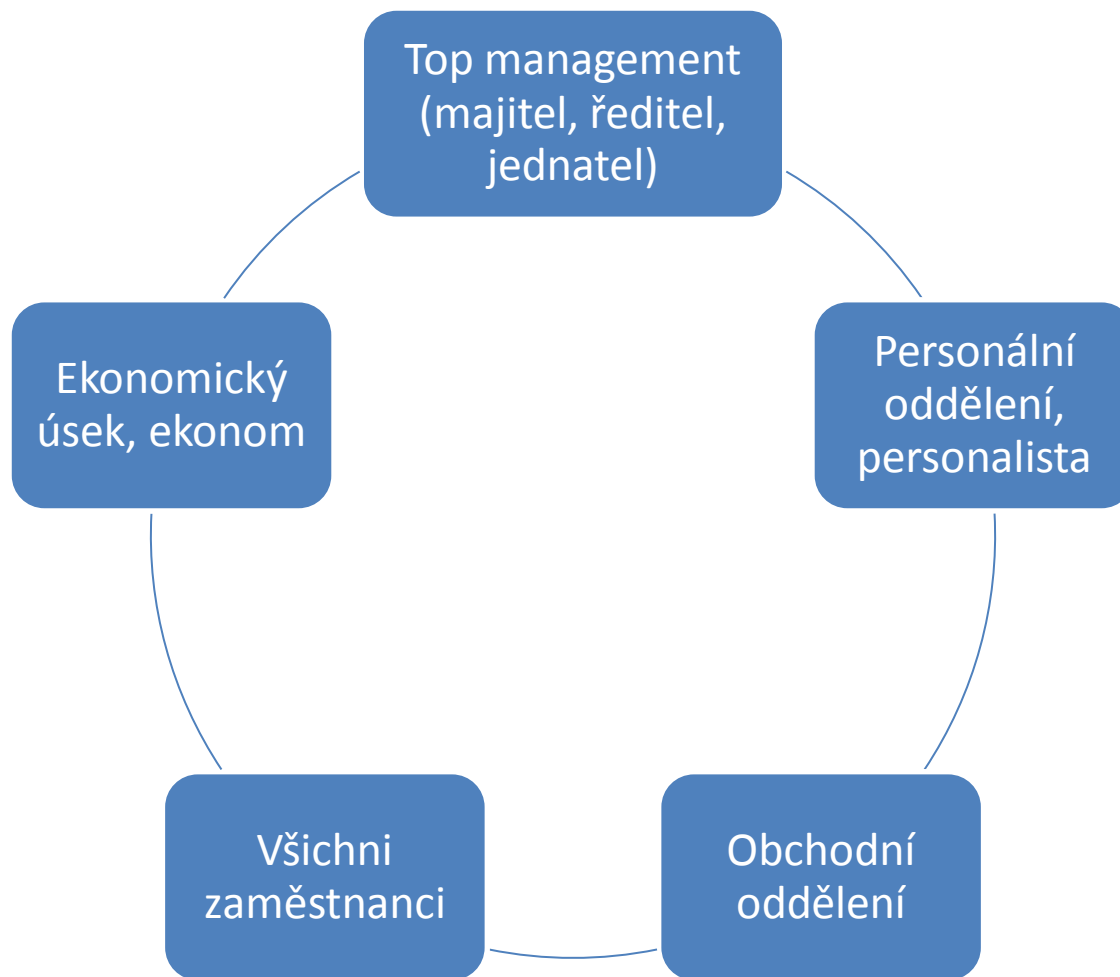 Top management
(majitel, ředitel,
jednatel)
Ekonomický
úsek, ekonom
Personální
oddělení,
personalista
Všichni
zaměstnanci
Obchodní
oddělení